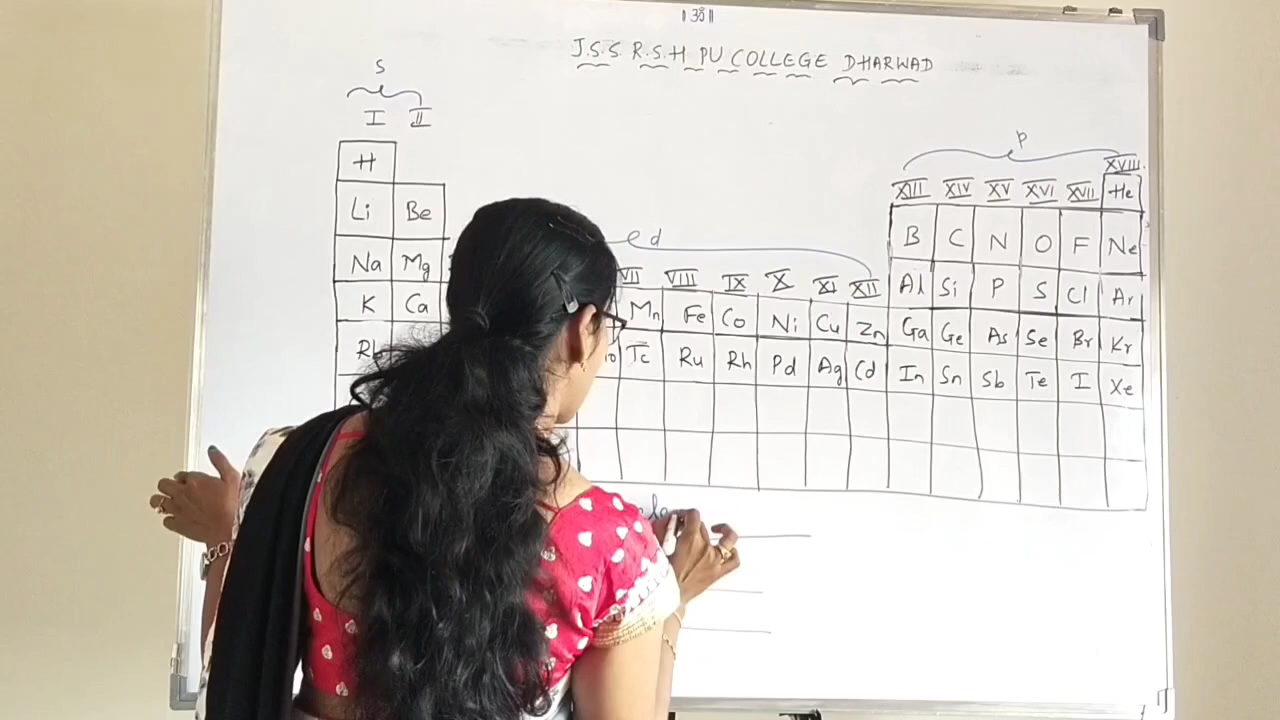 ॥ ॐ ॥
J.S.S. R.S.H PU COLLEGE DHARWAD
s
I II
p
XVIII
H
XIII XIV XV XVI XVII He
Li Be B C N O F Ne
d
Na Mg VII VIII IX X XI XII Al Si P S Cl Ar
K Ca Mn Fe Co Ni Cu Zn Ga Ge As Se Br Kr
Rb Tc Ru Rh Pd Ag Cd In Sn Sb Te I Xe